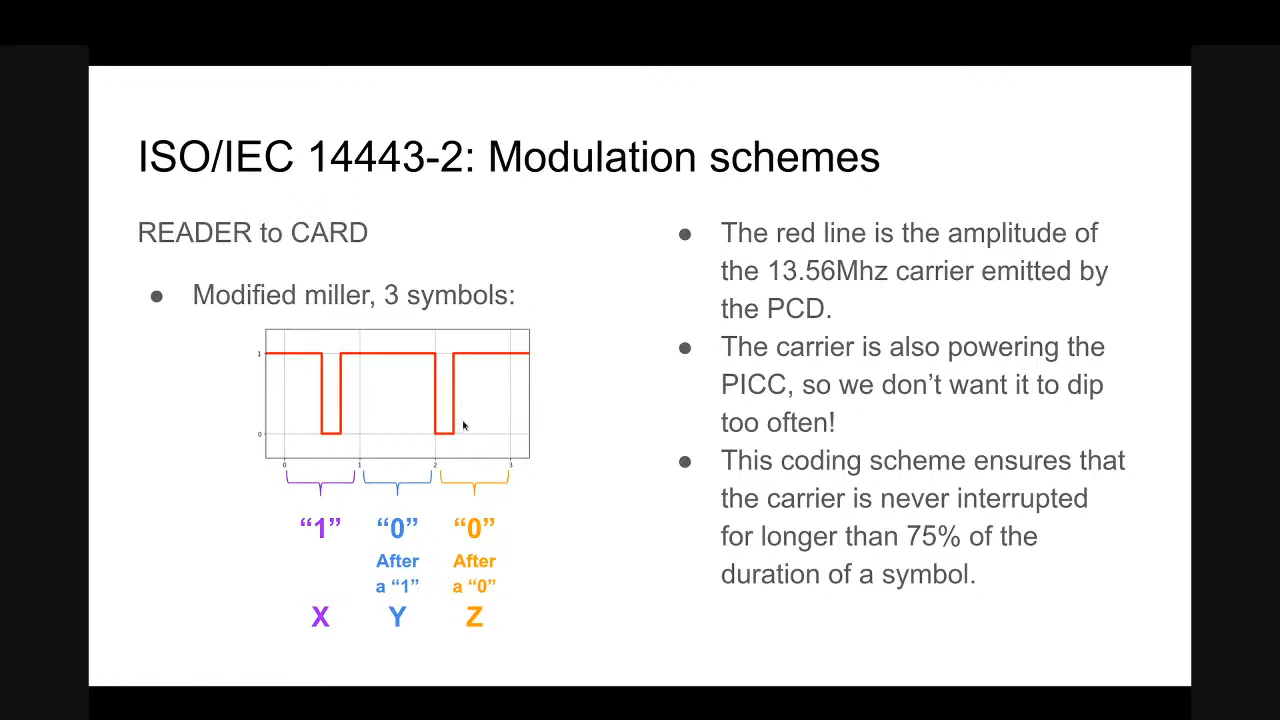 ISO/IEC 14443-2: Modulation schemes
READER to CARD
● Modified miller, 3 symbols:
1
0
0 1 2 3
“1” “0” “0”
After After
a “1” a “0”
X Y Z
● The red line is the amplitude of
the 13.56Mhz carrier emitted by
the PCD.
● The carrier is also powering the
PICC, so we don’t want it to dip
too often!
● This coding scheme ensures that
the carrier is never interrupted
for longer than 75% of the
duration of a symbol.